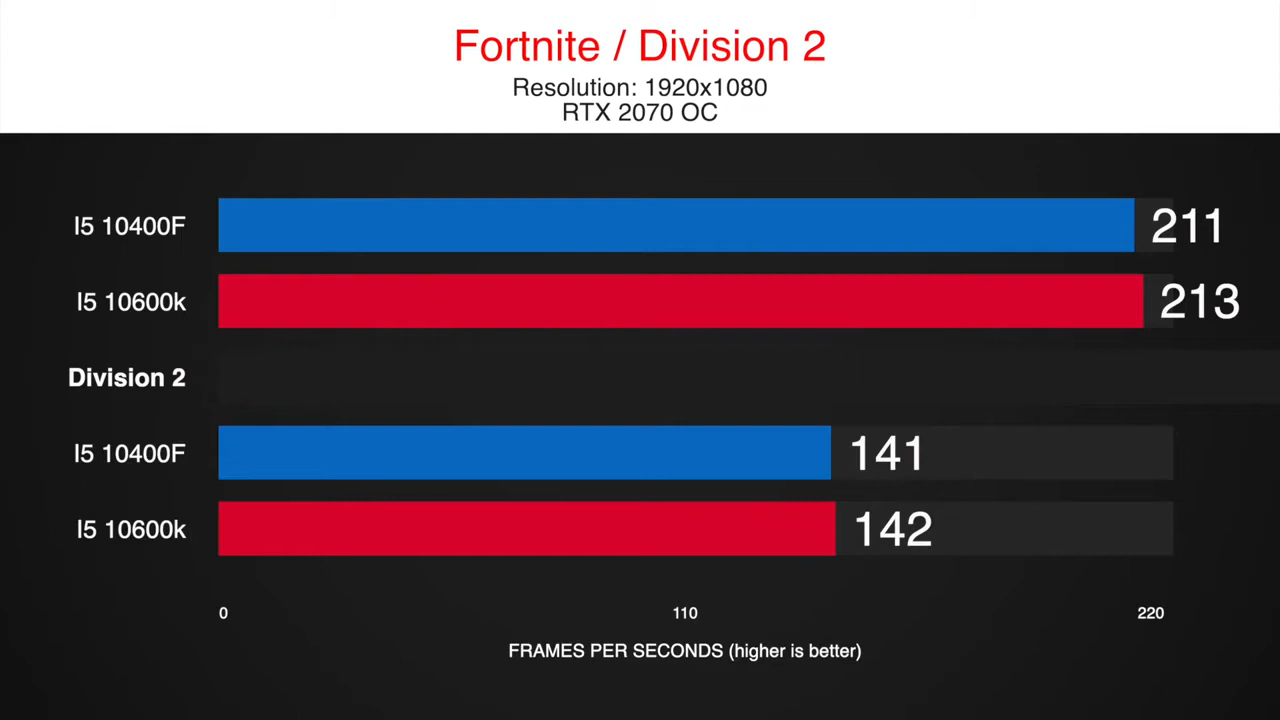 Fortnite / Division 2
Resolution: 1920x1080
RTX 2070 OC
I5 10400F 211
I5 10600k 213
Division 2
I5 10400F 141
I5 10600k 142
0 110 220
FRAMES PER SECONDS (higher is better)